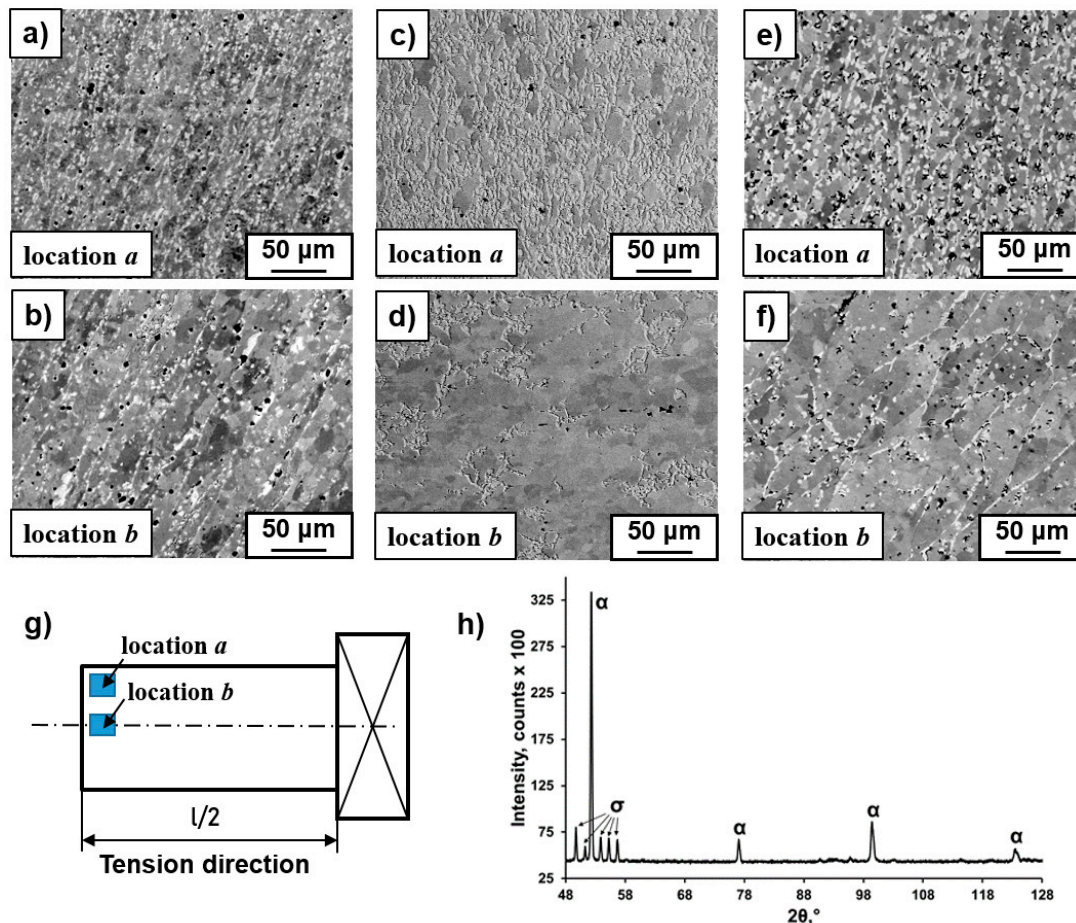 a)
location a
50 µm
c)
location a
50 µm
e)
location a
50 µm
b)
location b
50 µm
d)
location b
50 µm
f)
location b
50 µm
g)
location a
location b
l/2
Tension direction
h)
Intensity, counts x 100
325
275
225
175
125
75
25
α
σ
α
α
α
48 58 68 78 88 98 108 118 128
2θ,°